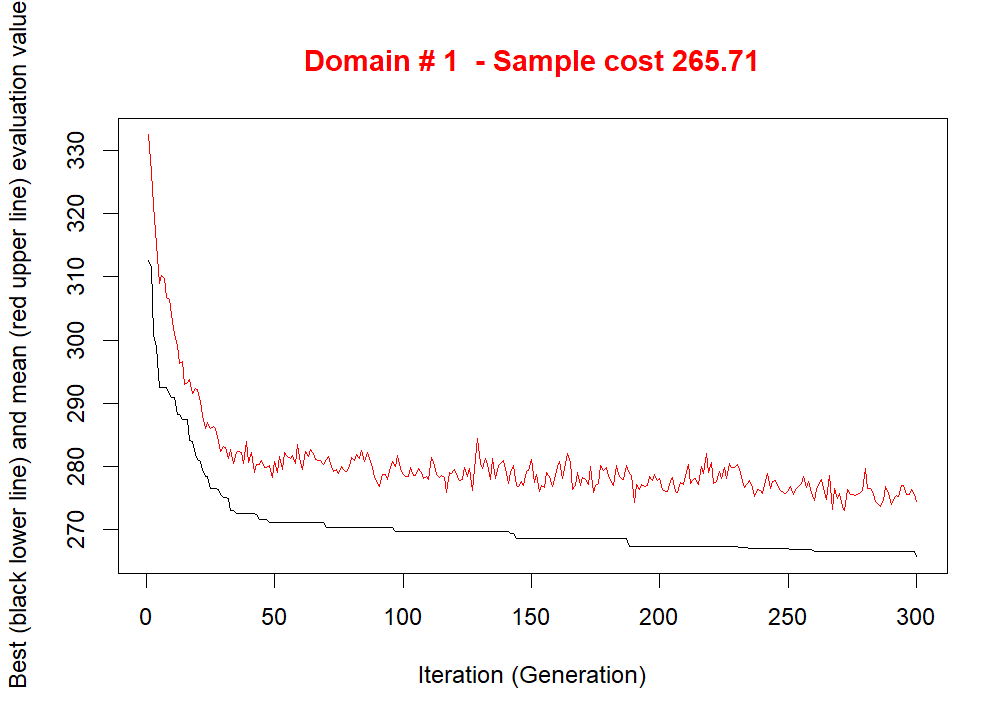 Domain # 1  - Sample cost 265.71
Best (black lower line) and mean (red upper line) evaluation value
330
320
310
300
290
280
270
0 50 100 150 200 250 300
Iteration (Generation)